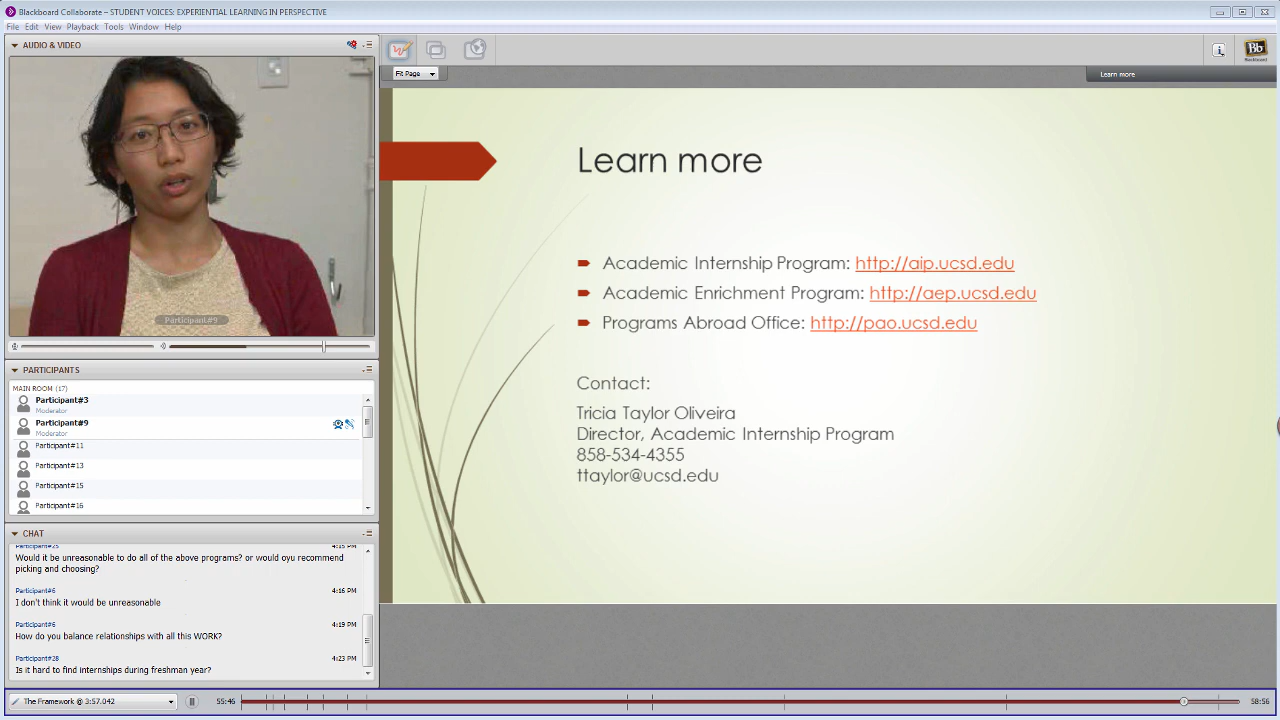 Blackboard Collaborate – STUDENT VOICES: EXPERIENTIAL LEARNING IN PERSPECTIVE
File Edit View Playback Tools Window Help
AUDIO & VIDEO
Participant#9
PARTICIPANTS
MAIN ROOM (17)
Participant#3
Moderator
Participant#9
Moderator
Participant#11
Participant#13
Participant#15
Participant#16
CHAT
Participant#25 4:15 PM
Would it be unreasonable to do all of the above programs? or would oyu recommend
picking and choosing?
Participant#6 4:16 PM
I don't think it would be unreasonable
Participant#6 4:19 PM
How do you balance relationships with all this WORK?
Participant#28 4:23 PM
Is it hard to find internships during freshman year?
Fit Page
Learn more
Bb
Blackboard
Learn more
Academic Internship Program: http://aip.ucsd.edu
Academic Enrichment Program: http://aep.ucsd.edu
Programs Abroad Office: http://pao.ucsd.edu
Contact:
Tricia Taylor Oliveira
Director, Academic Internship Program
858-534-4355
ttaylor@ucsd.edu
The Framework @ 3:57.042
55:46
58:56